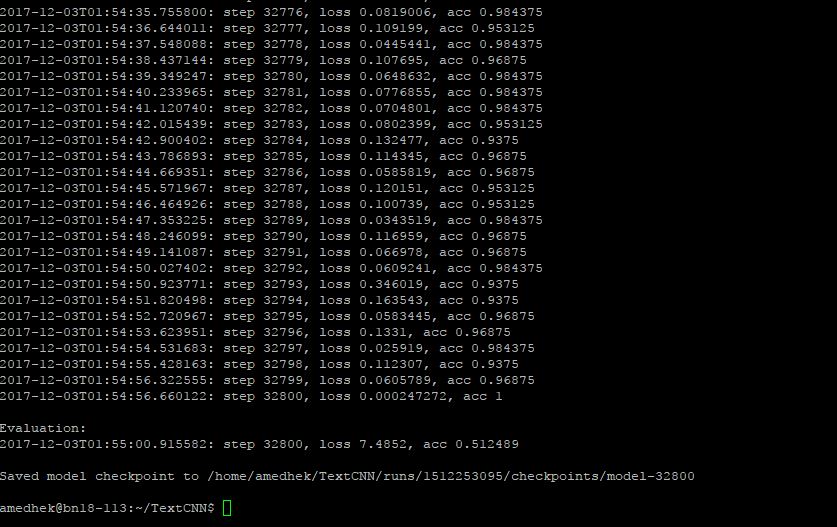 2017-12-03T01:54:35.755800: step 32776, loss 0.0819006, acc 0.984375
2017-12-03T01:54:36.644011: step 32777, loss 0.109199, acc 0.953125
2017-12-03T01:54:37.548088: step 32778, loss 0.0445441, acc 0.984375
2017-12-03T01:54:38.437144: step 32779, loss 0.107695, acc 0.96875
2017-12-03T01:54:39.349247: step 32780, loss 0.0648632, acc 0.984375
2017-12-03T01:54:40.233965: step 32781, loss 0.0776855, acc 0.984375
2017-12-03T01:54:41.120740: step 32782, loss 0.0704801, acc 0.984375
2017-12-03T01:54:42.015439: step 32783, loss 0.0802399, acc 0.953125
2017-12-03T01:54:42.900402: step 32784, loss 0.132477, acc 0.9375
2017-12-03T01:54:43.786893: step 32785, loss 0.114345, acc 0.96875
2017-12-03T01:54:44.669351: step 32786, loss 0.0585819, acc 0.96875
2017-12-03T01:54:45.571967: step 32787, loss 0.120151, acc 0.953125
2017-12-03T01:54:46.464926: step 32788, loss 0.100739, acc 0.953125
2017-12-03T01:54:47.353225: step 32789, loss 0.0343519, acc 0.984375
2017-12-03T01:54:48.246099: step 32790, loss 0.116959, acc 0.96875
2017-12-03T01:54:49.141087: step 32791, loss 0.066978, acc 0.96875
2017-12-03T01:54:50.027402: step 32792, loss 0.0609241, acc 0.984375
2017-12-03T01:54:50.923771: step 32793, loss 0.346019, acc 0.9375
2017-12-03T01:54:51.820498: step 32794, loss 0.163543, acc 0.9375
2017-12-03T01:54:52.720967: step 32795, loss 0.0583445, acc 0.96875
2017-12-03T01:54:53.623951: step 32796, loss 0.1331, acc 0.96875
2017-12-03T01:54:54.531683: step 32797, loss 0.025919, acc 0.984375
2017-12-03T01:54:55.428163: step 32798, loss 0.112307, acc 0.9375
2017-12-03T01:54:56.322555: step 32799, loss 0.0605789, acc 0.96875
2017-12-03T01:54:56.660122: step 32800, loss 0.000247272, acc 1
Evaluation:
2017-12-03T01:55:00.915582: step 32800, loss 7.4852, acc 0.512489
Saved model checkpoint to /home/amedhek/TextCNN/runs/1512253095/checkpoints/model-32800
amedhek@bn18-113:~/TextCNN$